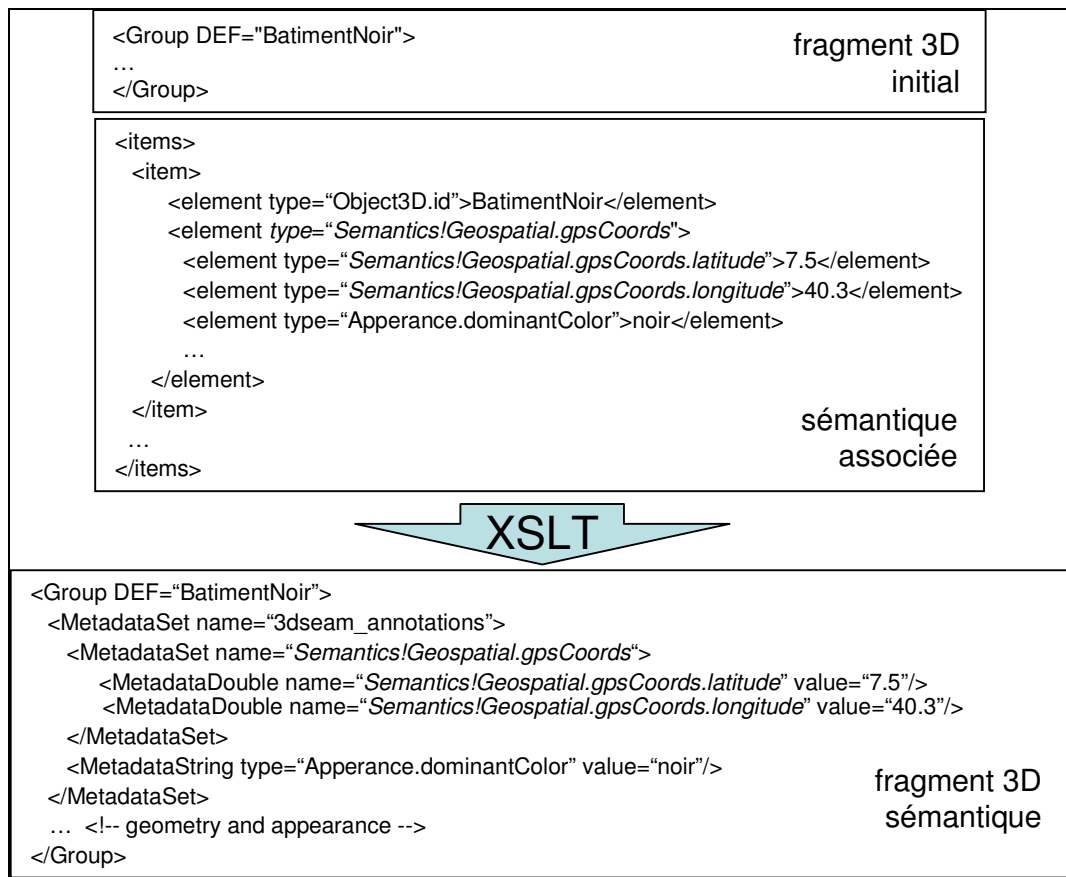 <Group DEF="BatimentNoir">
…
</Group>
fragment 3D
initial
<items>
<item>
<element type=“Object3D.id”>BatimentNoir</element>
<element type=“Semantics!Geospatial.gpsCoords">
<element type=“Semantics!Geospatial.gpsCoords.latitude”>7.5</element>
<element type=“Semantics!Geospatial.gpsCoords.longitude”>40.3</element>
<element type=“Apperance.dominantColor”>noir</element>
…
</element>
</item>
…
</items>
sémantique
associée
XSLT
<Group DEF=“BatimentNoir”>
<MetadataSet name=“3dseam_annotations”>
<MetadataSet name=“Semantics!Geospatial.gpsCoords“>
<MetadataDouble name=“Semantics!Geospatial.gpsCoords.latitude” value=“7.5”/>
<MetadataDouble name=“Semantics!Geospatial.gpsCoords.longitude” value=“40.3”/>
</MetadataSet>
<MetadataString type=“Apperance.dominantColor” value=“noir”/>
</MetadataSet>
… <!-- geometry and appearance -->
</Group>
fragment 3D
sémantique